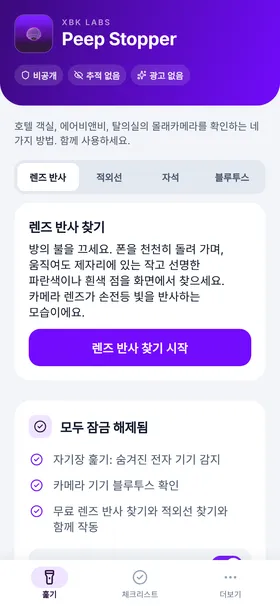 XBK LABS
Peep Stopper
비공개
추적 없음
광고 없음
호텔 객실, 에어비앤비, 탈의실의 몰래카메라를 확인하는 네
가지 방법. 함께 사용하세요.
렌즈 반사
적외선
자석
블루투스
렌즈 반사 찾기
방의 불을 끄세요. 폰을 천천히 돌려 가며,
움직여도 제자리에 있는 작고 선명한
파란색이나 흰색 점을 화면에서 찾으세요.
카메라 렌즈가 손전등 빛을 반사하는
모습이에요.
렌즈 반사 찾기 시작
모두 잠금 해제됨
자기장 훑기: 숨겨진 전자 기기 감지
카메라 기기 블루투스 확인
무료 렌즈 반사 찾기와 적외선 찾기와
함께 작동
훑기
체크리스트
더보기